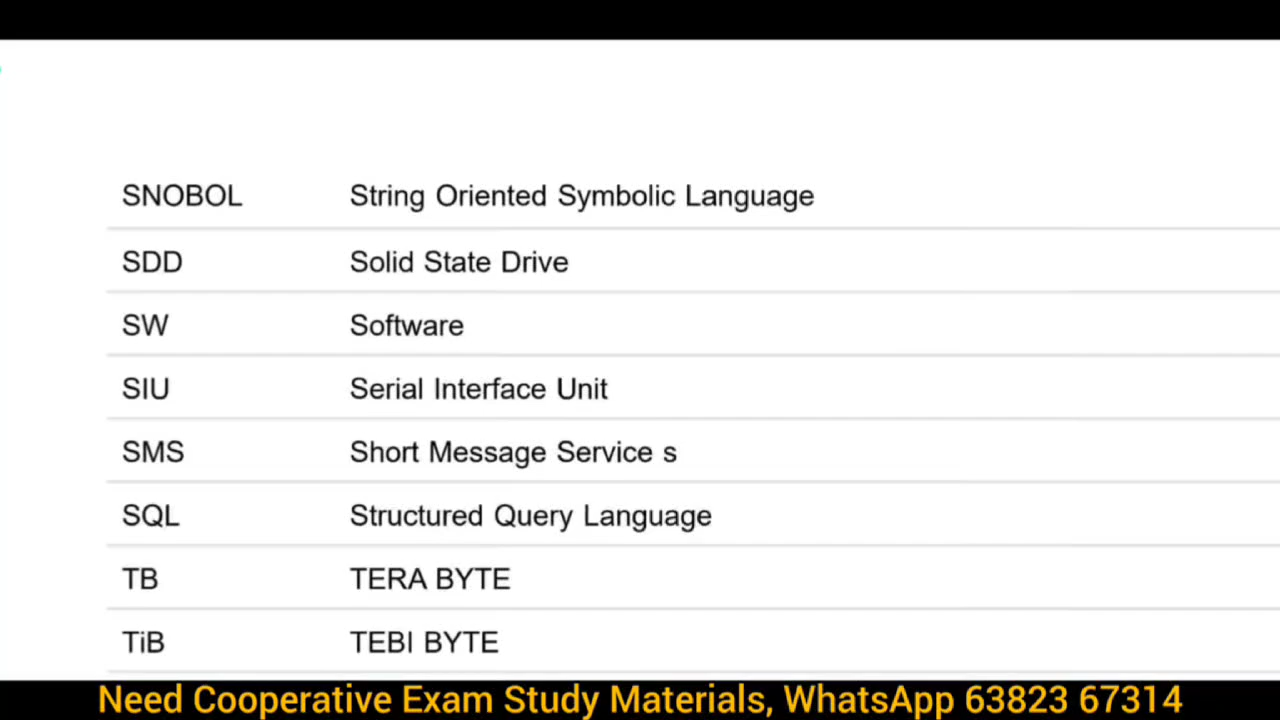 SNOBOL String Oriented Symbolic Language
SDD Solid State Drive
SW Software
SIU Serial Interface Unit
SMS Short Message Service s
SQL Structured Query Language
TB TERA BYTE
TiB TEBI BYTE
Need Cooperative Exam Study Materials, WhatsApp 63823 67314